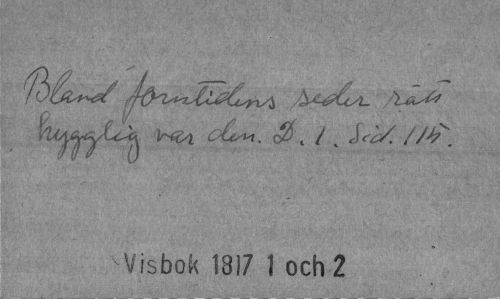 Bland forntidens seder rätt
hygglig var den. D. 1. Sid. 115.
Visbok 1817 1 och 2